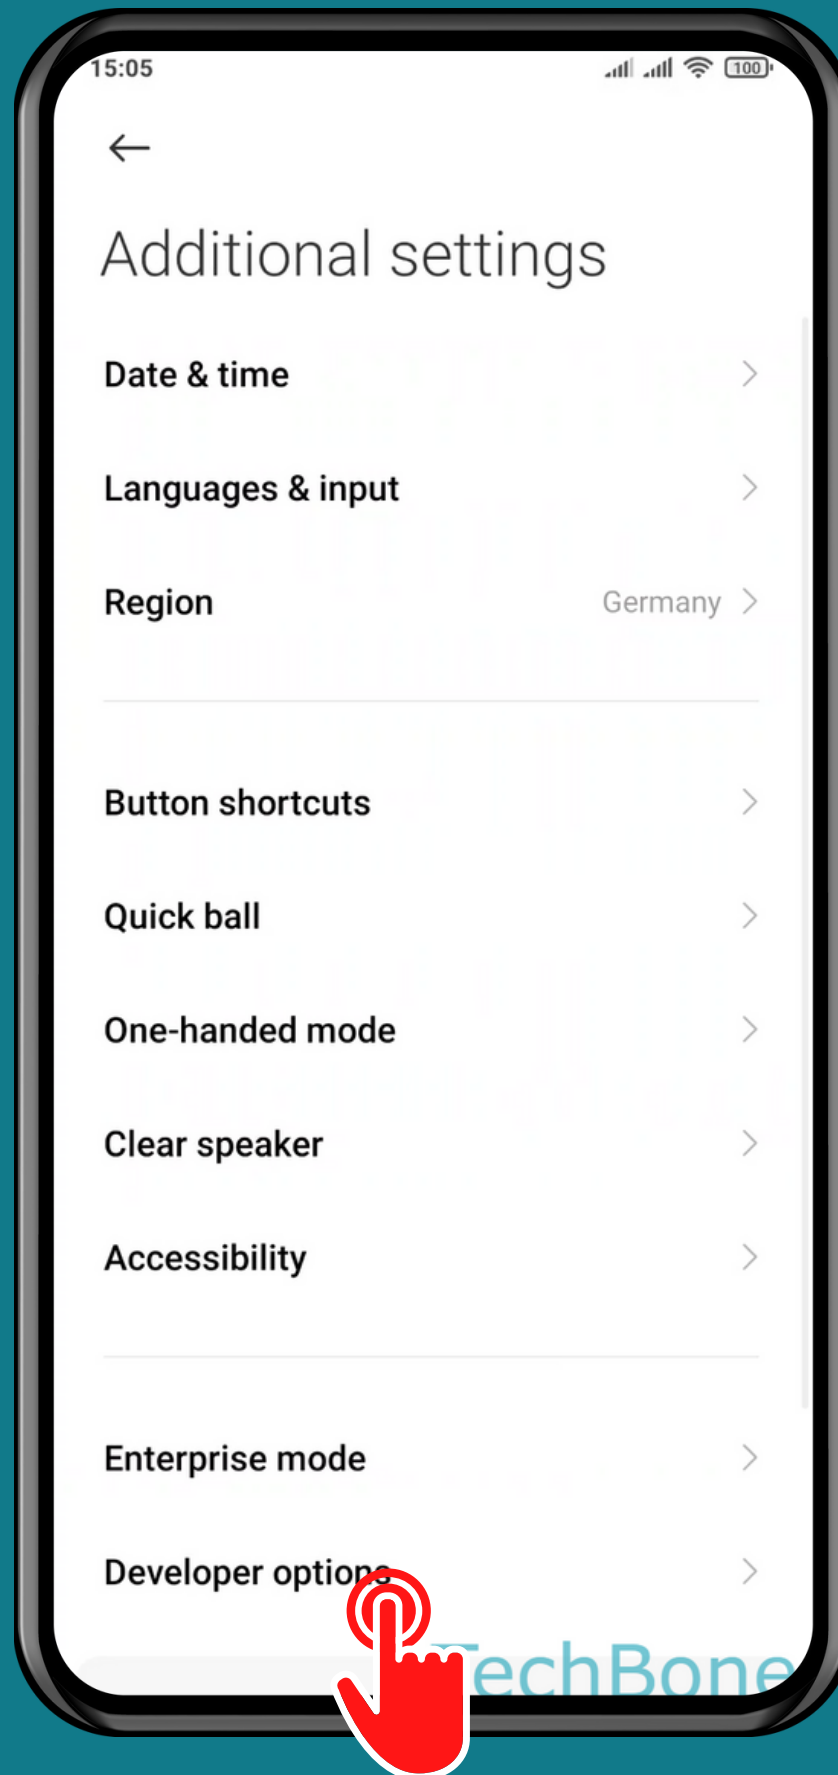 15:05
100
Additional settings
Date & time
Languages & input
Region
Germany
Button shortcuts
Quick ball
One-handed mode
Clear speaker
Accessibility
Enterprise mode
Developer options
TechBone